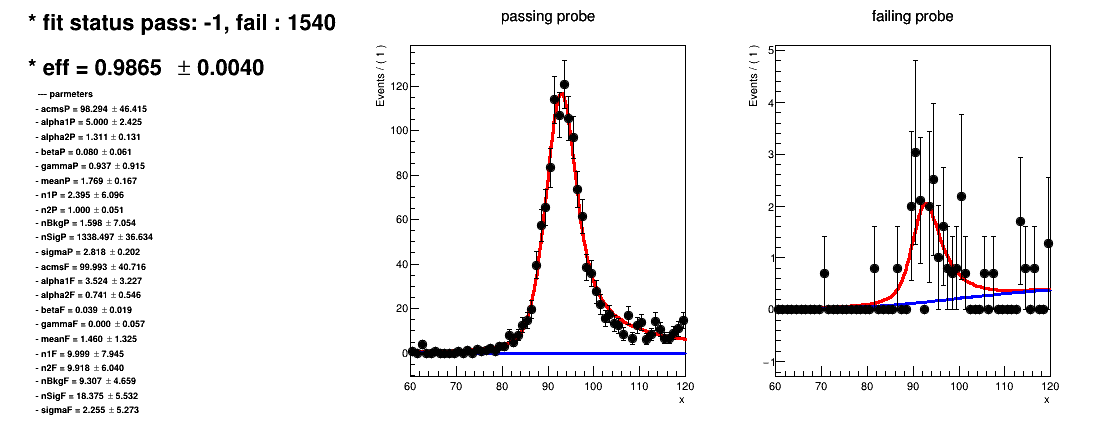 * fit status pass: -1, fail : 1540
* eff = 0.9865 ± 0.0040
--- parmeters
- acmsP = 98.294 ± 46.415
- alpha1P = 5.000 ± 2.425
- alpha2P = 1.311 ± 0.131
- betaP = 0.080 ± 0.061
- gammaP = 0.937 ± 0.915
- meanP = 1.769 ± 0.167
- n1P = 2.395 ± 6.096
- n2P = 1.000 ± 0.051
- nBkgP = 1.598 ± 7.054
- nSigP = 1338.497 ± 36.634
- sigmaP = 2.818 ± 0.202
- acmsF = 99.993 ± 40.716
- alpha1F = 3.524 ± 3.227
- alpha2F = 0.741 ± 0.546
- betaF = 0.039 ± 0.019
- gammaF = 0.000 ± 0.057
- meanF = 1.460 ± 1.325
- n1F = 9.999 ± 7.945
- n2F = 9.918 ± 6.040
- nBkgF = 9.307 ± 4.659
- nSigF = 18.375 ± 5.532
- sigmaF = 2.255 ± 5.273
passing probe
Events / ( 1 )
120
100
80
60
40
20
0
60 70 80 90 100 110 120
x
failing probe
Events / ( 1 )
5
4
3
2
1
0
−1
60 70 80 90 100 110 120
x